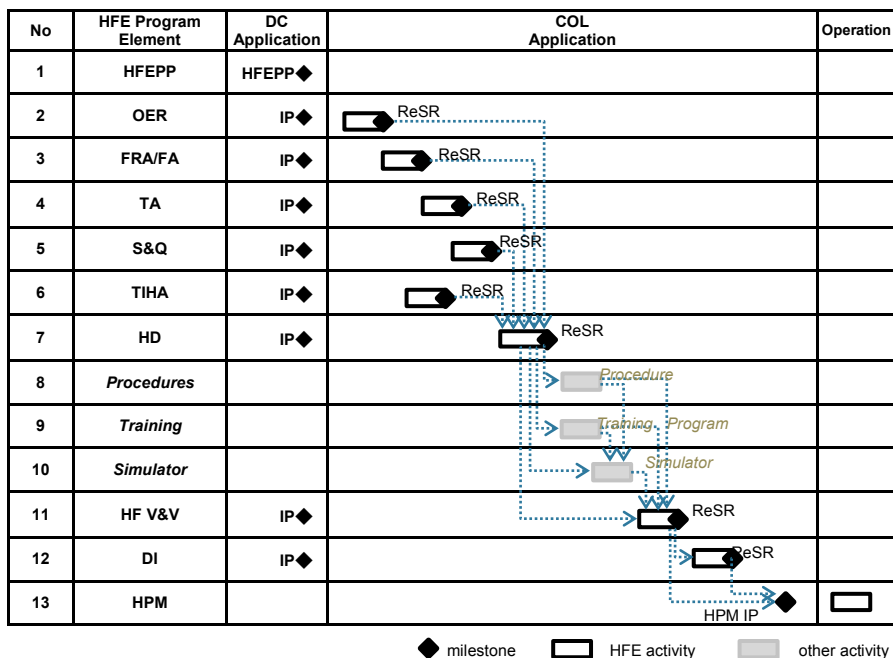 No HFE Program Element DC Application COL Application Operation
1 HFEPP HFEPP
2 OER IP ReSR
3 FRA/FA IP ReSR
4 TA IP ReSR
5 S&Q IP ReSR
6 TIHA IP ReSR
7 HD IP ReSR
8 Procedures Procedure
9 Training Training Program
10 Simulator Simulator
11 HF V&V IP ReSR
12 DI IP ReSR
13 HPM HPM IP
milestone HFE activity other activity